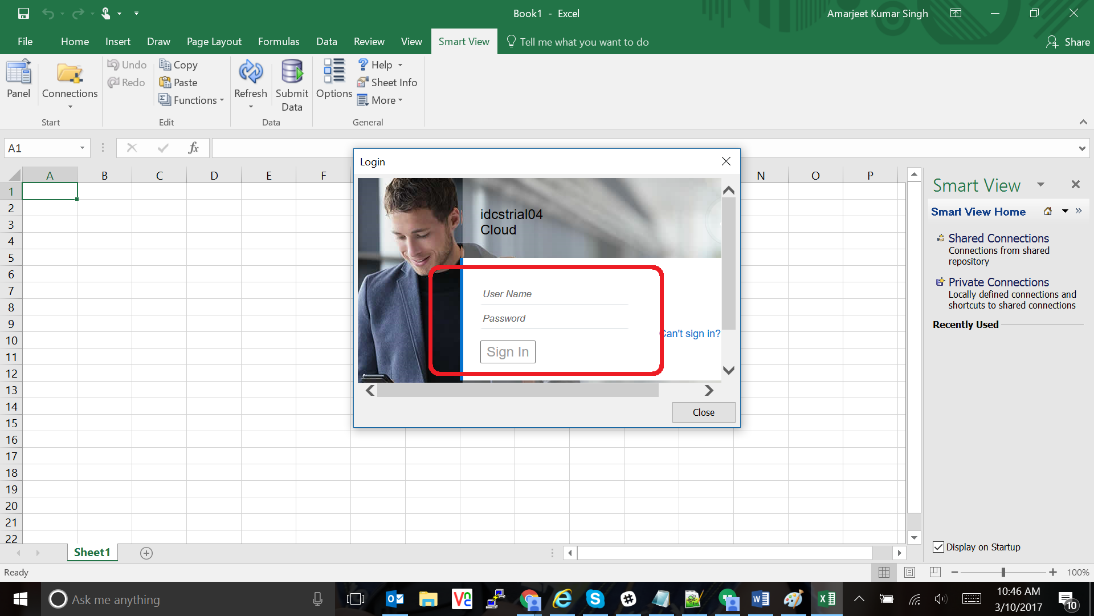 Book1 - Excel
Amarjeet Kumar Singh
File Home Insert Draw Page Layout Formulas Data Review View Smart View Tell me what you want to do
Share
Panel
Connections
Undo
Redo
Copy
Paste
Functions
Refresh
Submit
Data
Options
Help
Sheet Info
More
Start
Edit
Data
General
A1
fx
A B C D E F N O P
1
2
3
4
5
6
7
8
9
10
11
12
13
14
15
16
17
18
19
20
21
22
Login
idcstrial04
Cloud
User Name
Password
Can't sign in?
Sign In
Close
Smart View
Smart View Home
Shared Connections
Connections from shared
repository
Private Connections
Locally defined connections and
shortcuts to shared connections
Recently Used
Display on Startup
Sheet1
Ready
100%
Ask me anything
10:46 AM
3/10/2017
10